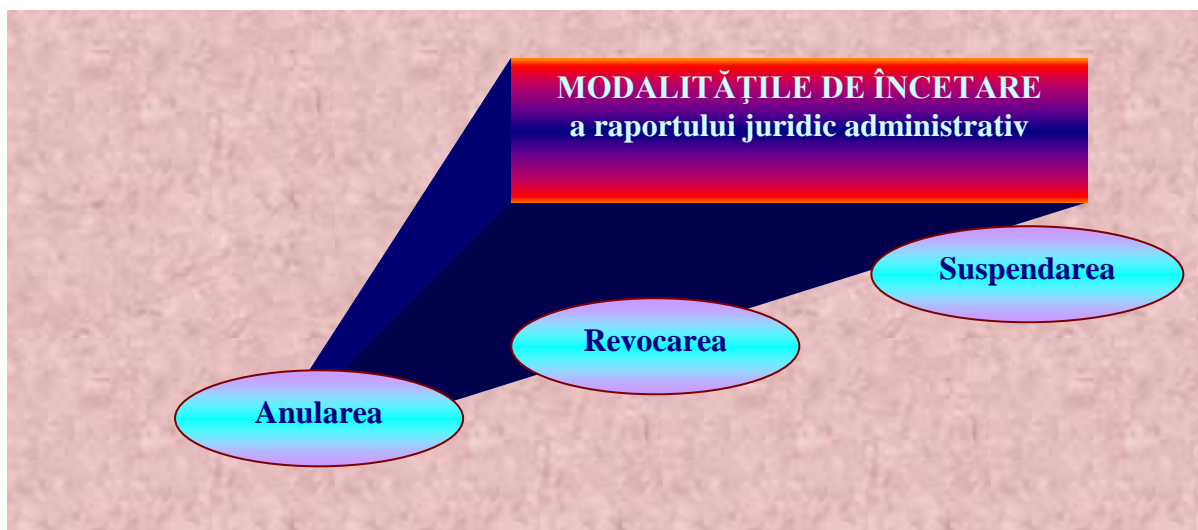 MODALITĂŢILE DE ÎNCETARE
a raportului juridic administrativ
Suspendarea
Revocarea
Anularea